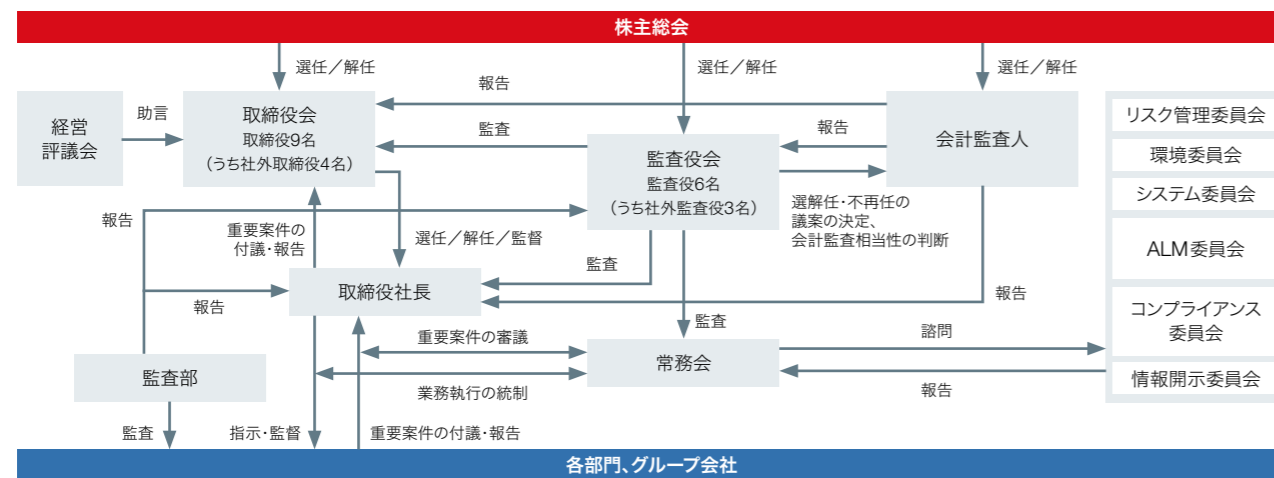 株主総会
選任／解任
選任／解任
選任／解任
報告
経営
評議会
助言
取締役会
取締役9名
（うち社外取締役4名）
監査
監査役会
監査役6名
（うち社外監査役3名）
報告
会計監査人
選解任・不再任の
議案の決定、
会計監査相当性の判断
リスク管理委員会
環境委員会
システム委員会
ALM委員会
コンプライアンス
委員会
情報開示委員会
報告
重要案件の
付議・報告
選任／解任／監督
監査
取締役社長
報告
報告
監査
重要案件の審議
諮問
常務会
監査部
業務執行の統制
報告
監査
指示・監督
重要案件の付議・報告
各部門、グループ会社